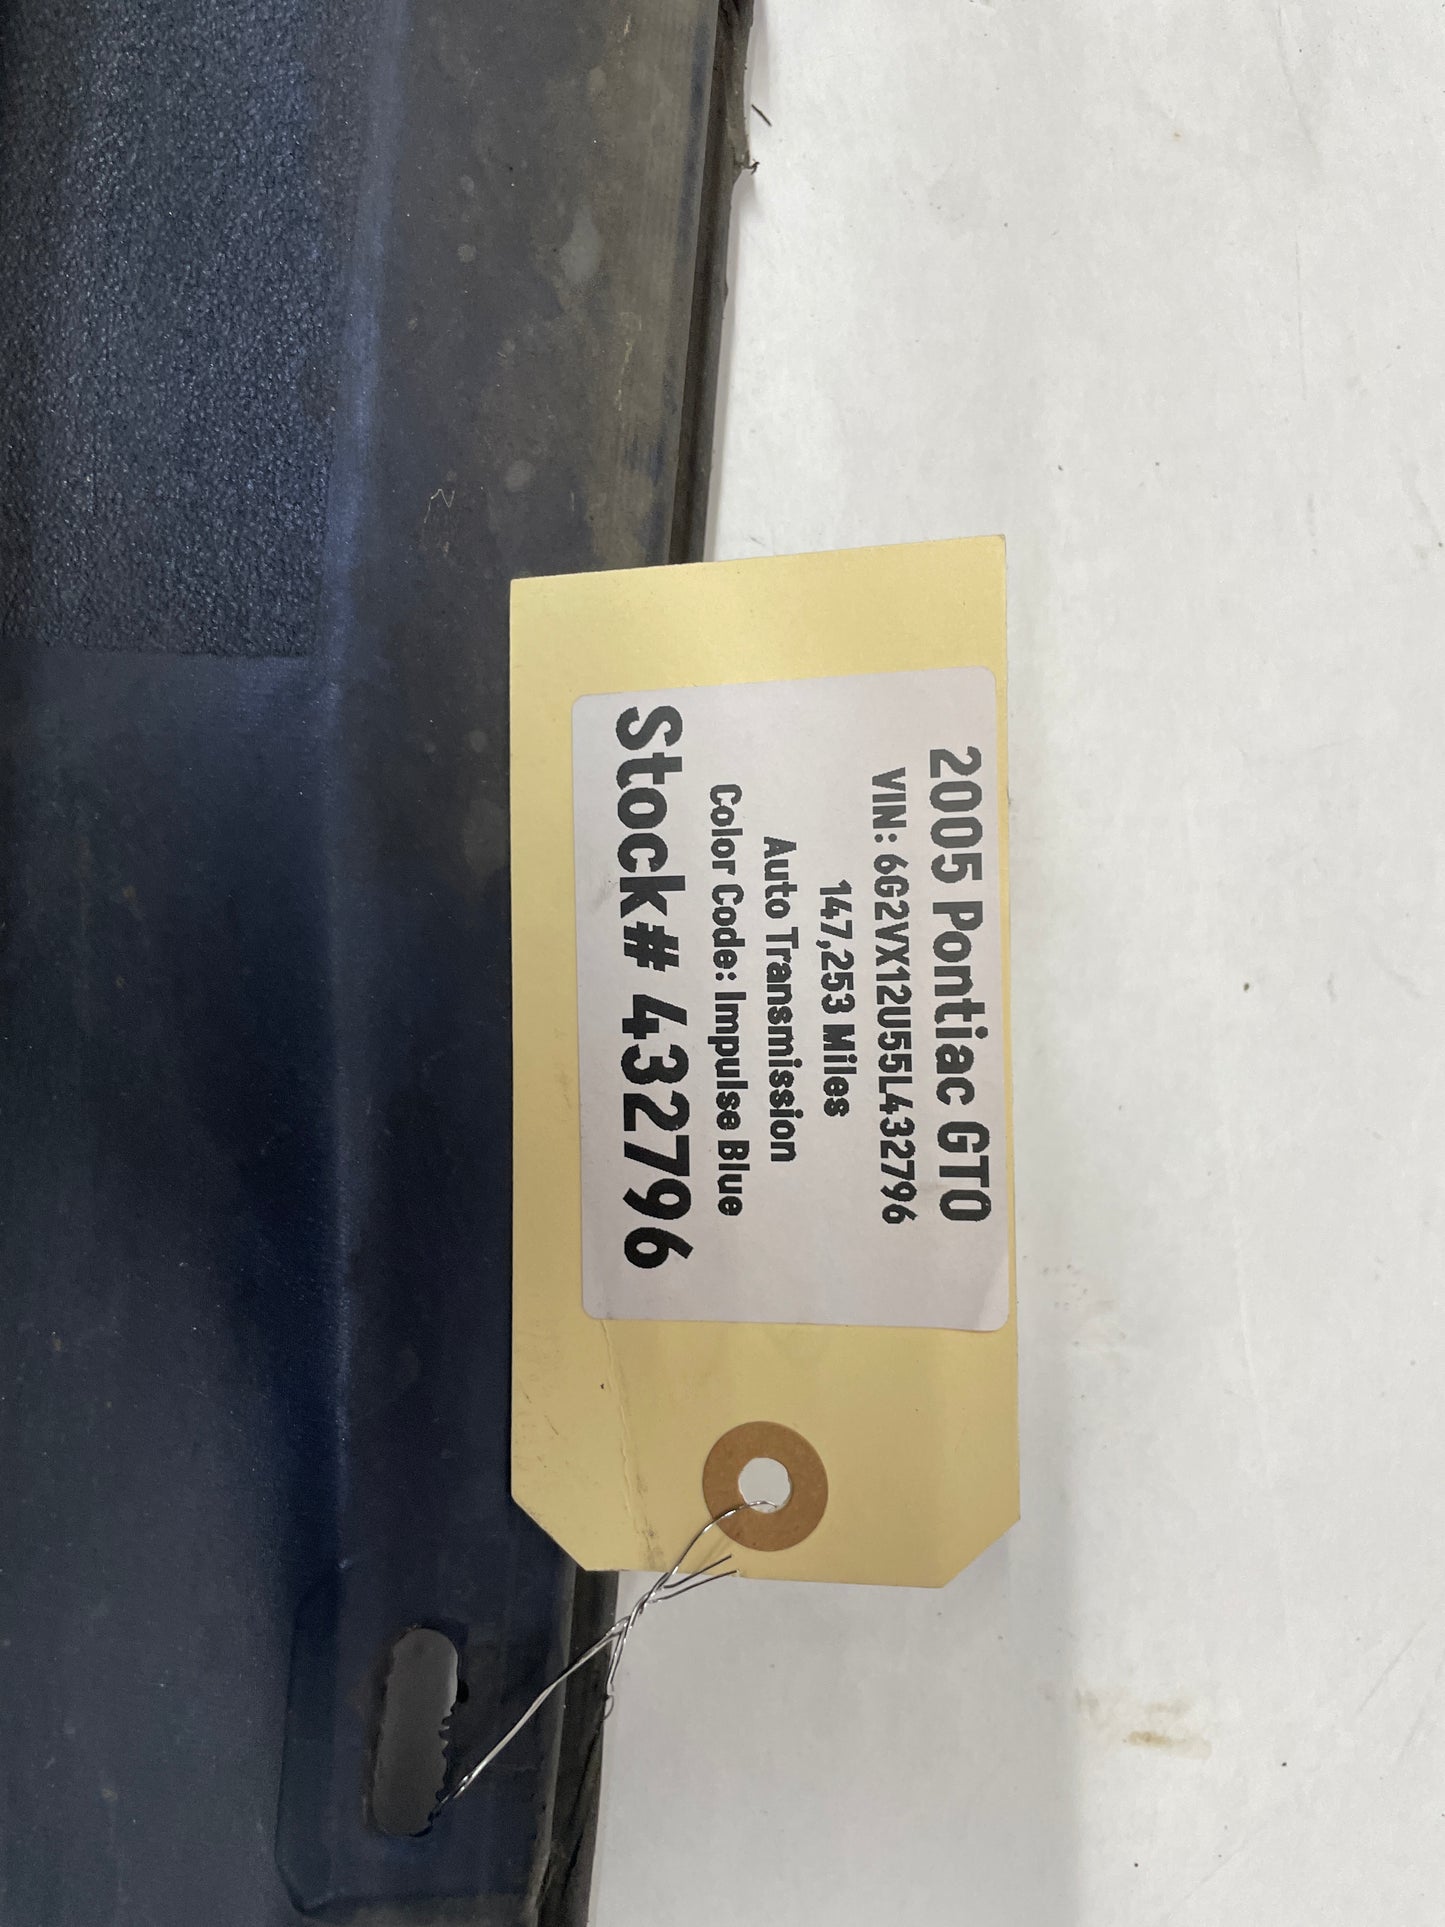 2005 Pontiac GTO
VIN: 6G2VX12U55L432796
147,253 Miles
Auto Transmission
Color Code: Impulse Blue
Stock# 432796